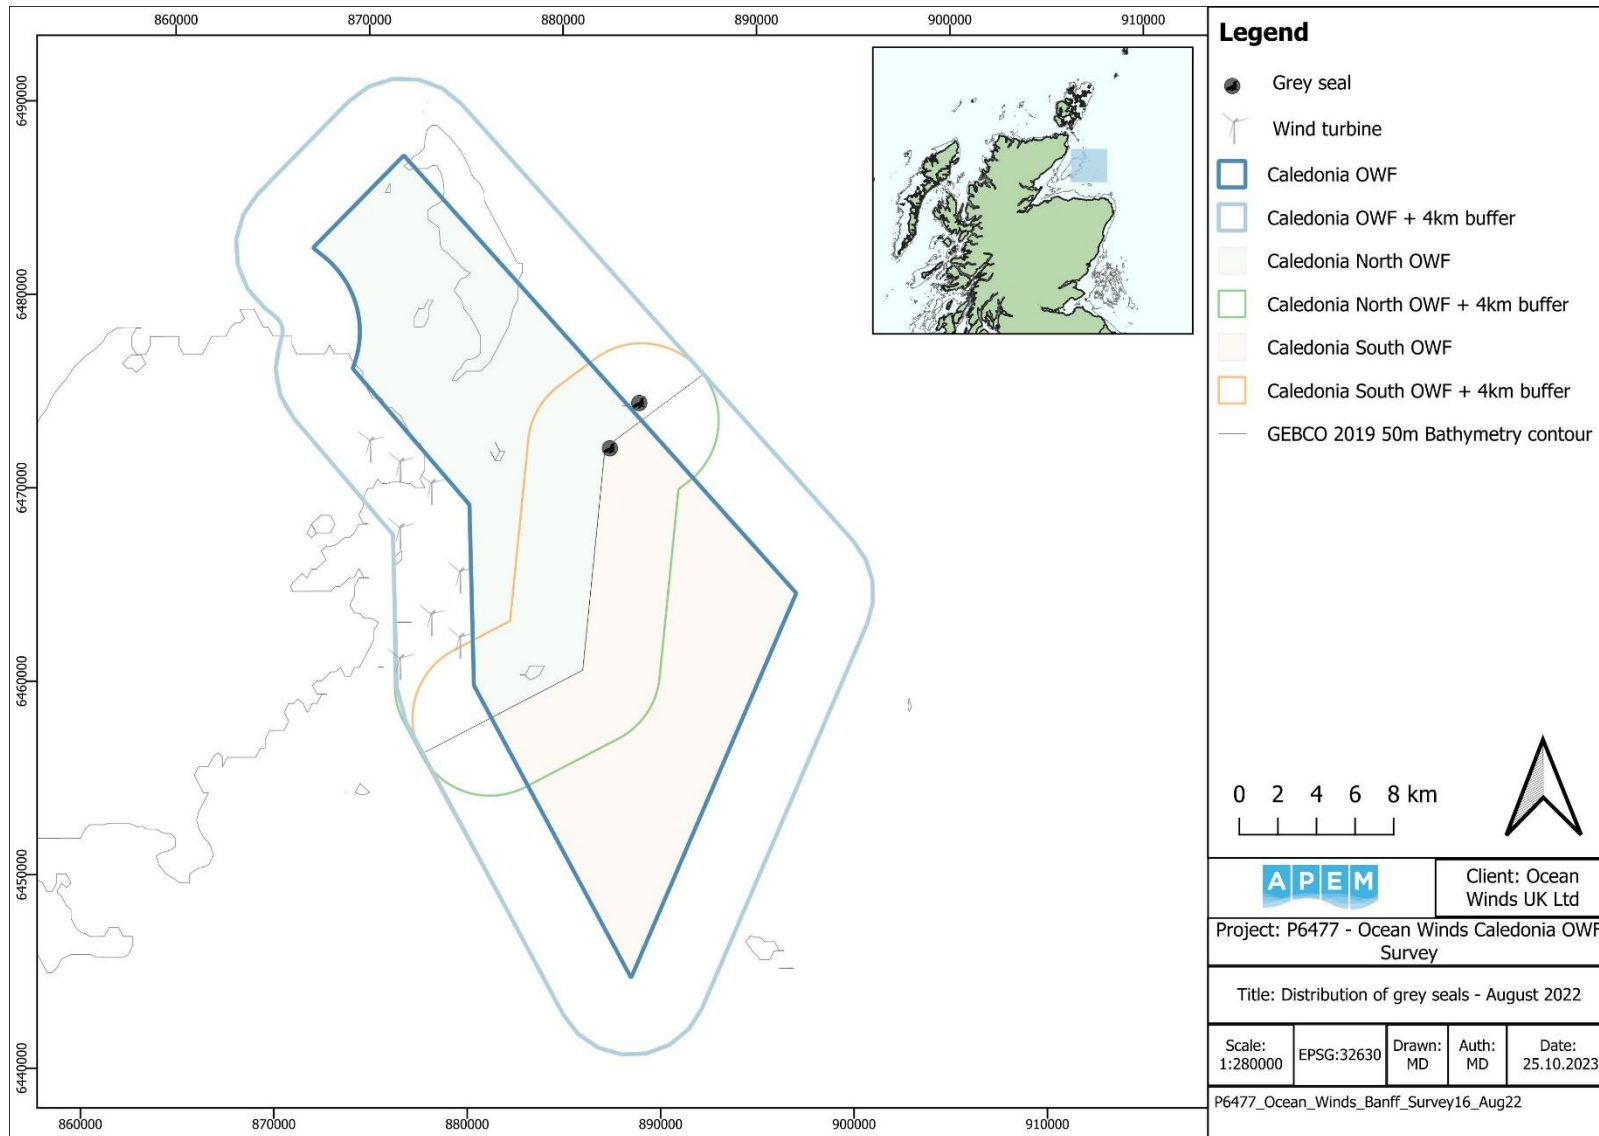 860000 870000 880000 890000 900000 910000
6490000
6480000
6470000
6460000
6450000
6440000
860000 870000 880000 890000 900000 910000
Legend
Grey seal
Wind turbine
Caledonia OWF
Caledonia OWF + 4km buffer
Caledonia North OWF
Caledonia North OWF + 4km buffer
Caledonia South OWF
Caledonia South OWF + 4km buffer
GEBCO 2019 50m Bathymetry contour
0 2 4 6 8 km
APEM
Client: Ocean
Winds UK Ltd
Project: P6477 - Ocean Winds Caledonia OWF
Survey
Title: Distribution of grey seals - August 2022
Scale:
1:280000
EPSG:32630
Drawn:
MD
Auth:
MD
Date:
25.10.2023
P6477_Ocean_Winds_Banff_Survey16_Aug22